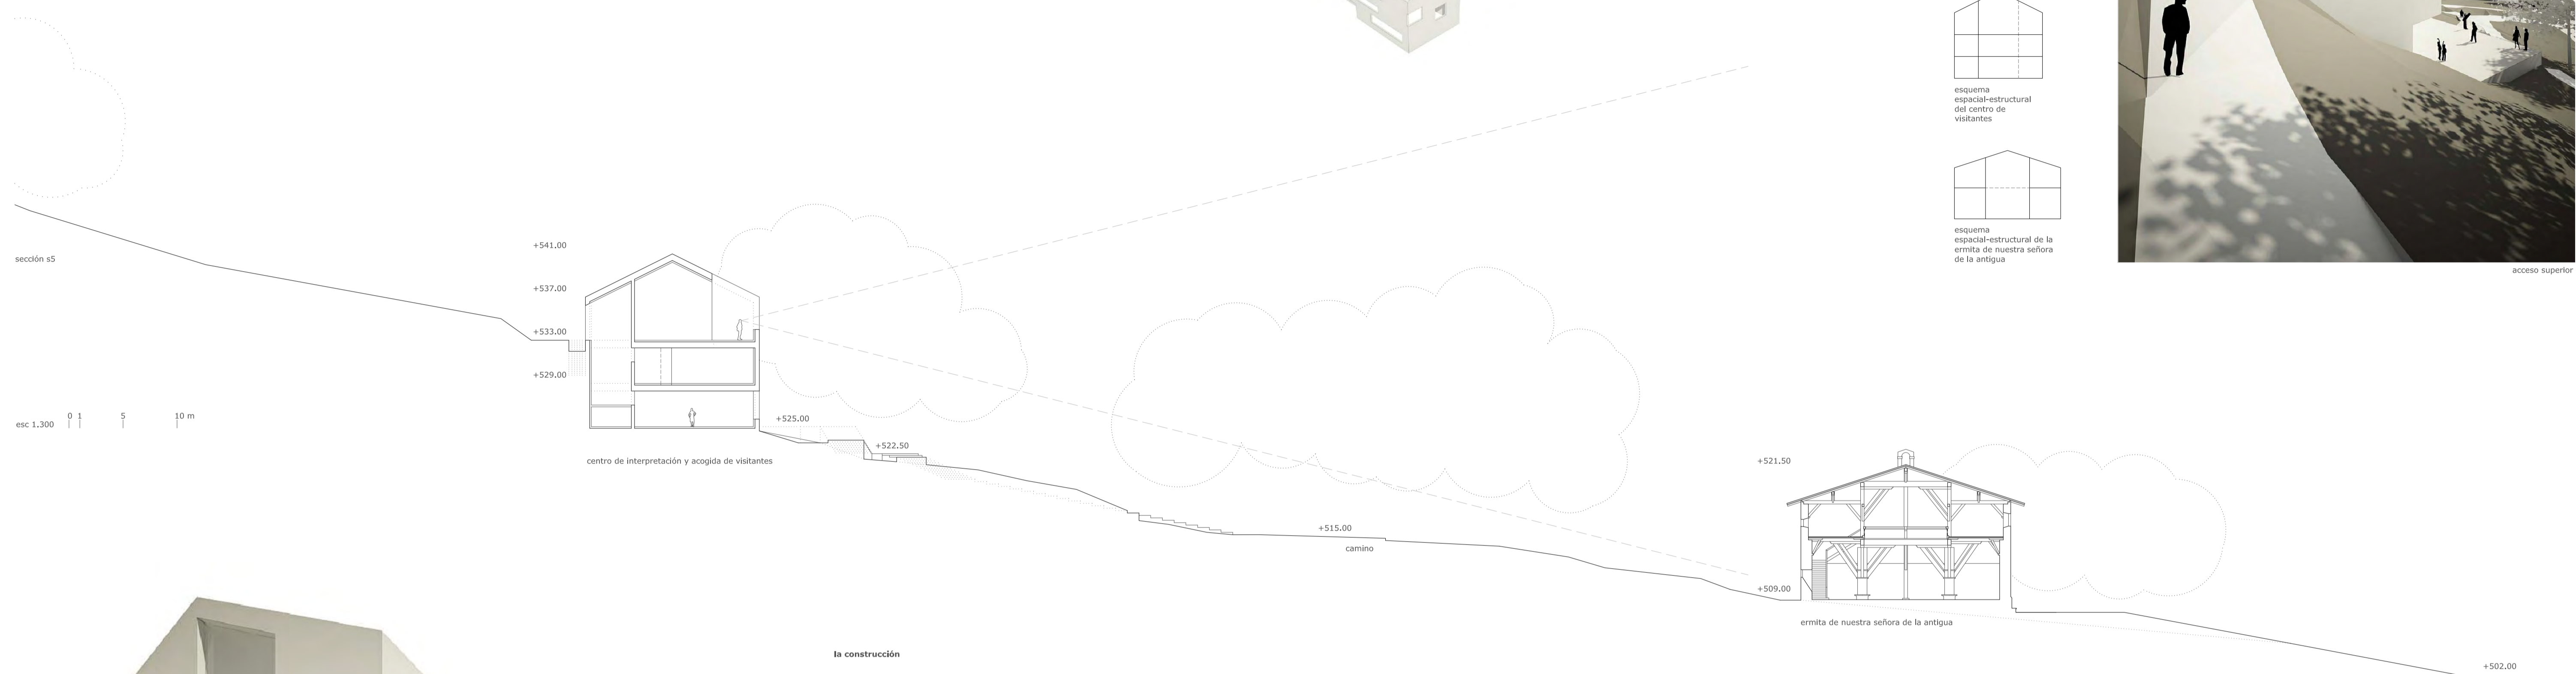 esquema
espacial-estructural
del centro de
visitantes
esquema
espacial-estructural de la
ermita de nuestra señora
de la antigua
acceso superior
+541.00
sección s5
+537.00
+533.00
+529.00
0 1 5 10 m
esc 1.300
+525.00
+522.50
centro de interpretación y acogida de visitantes
+521.50
+515.00
camino
+509.00
ermita de nuestra señora de la antigua
la construcción
+502.00